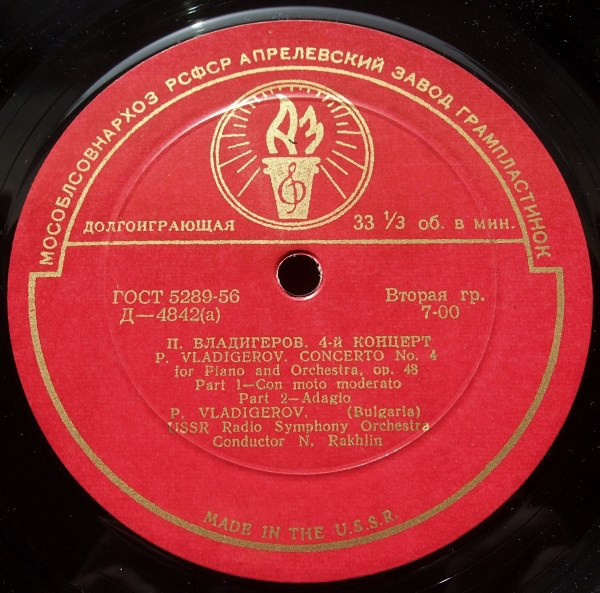 МОСОБЛСОВНАРХОЗ РСФСР АПРЕЛЕВСКИЙ ЗАВОД ГРАМПЛАСТИНОК
АЗ
ДОЛГОИГРАЮЩАЯ 33 1/3 об. в мин.
ГОСТ 5289-56 Вторая гр.
Д—4842(а) 7-00
П. ВЛАДИГЕРОВ. 4-й КОНЦЕРТ
P. VLADIGEROV. CONCERTO No. 4
for Piano and Orchestra, op. 48
Part 1—Con moto moderato
Part 2—Adagio
P. VLADIGEROV. (Bulgaria)
USSR Radio Symphony Orchestra
Conductor N. Rakhlin
MADE IN THE U.S.S.R.